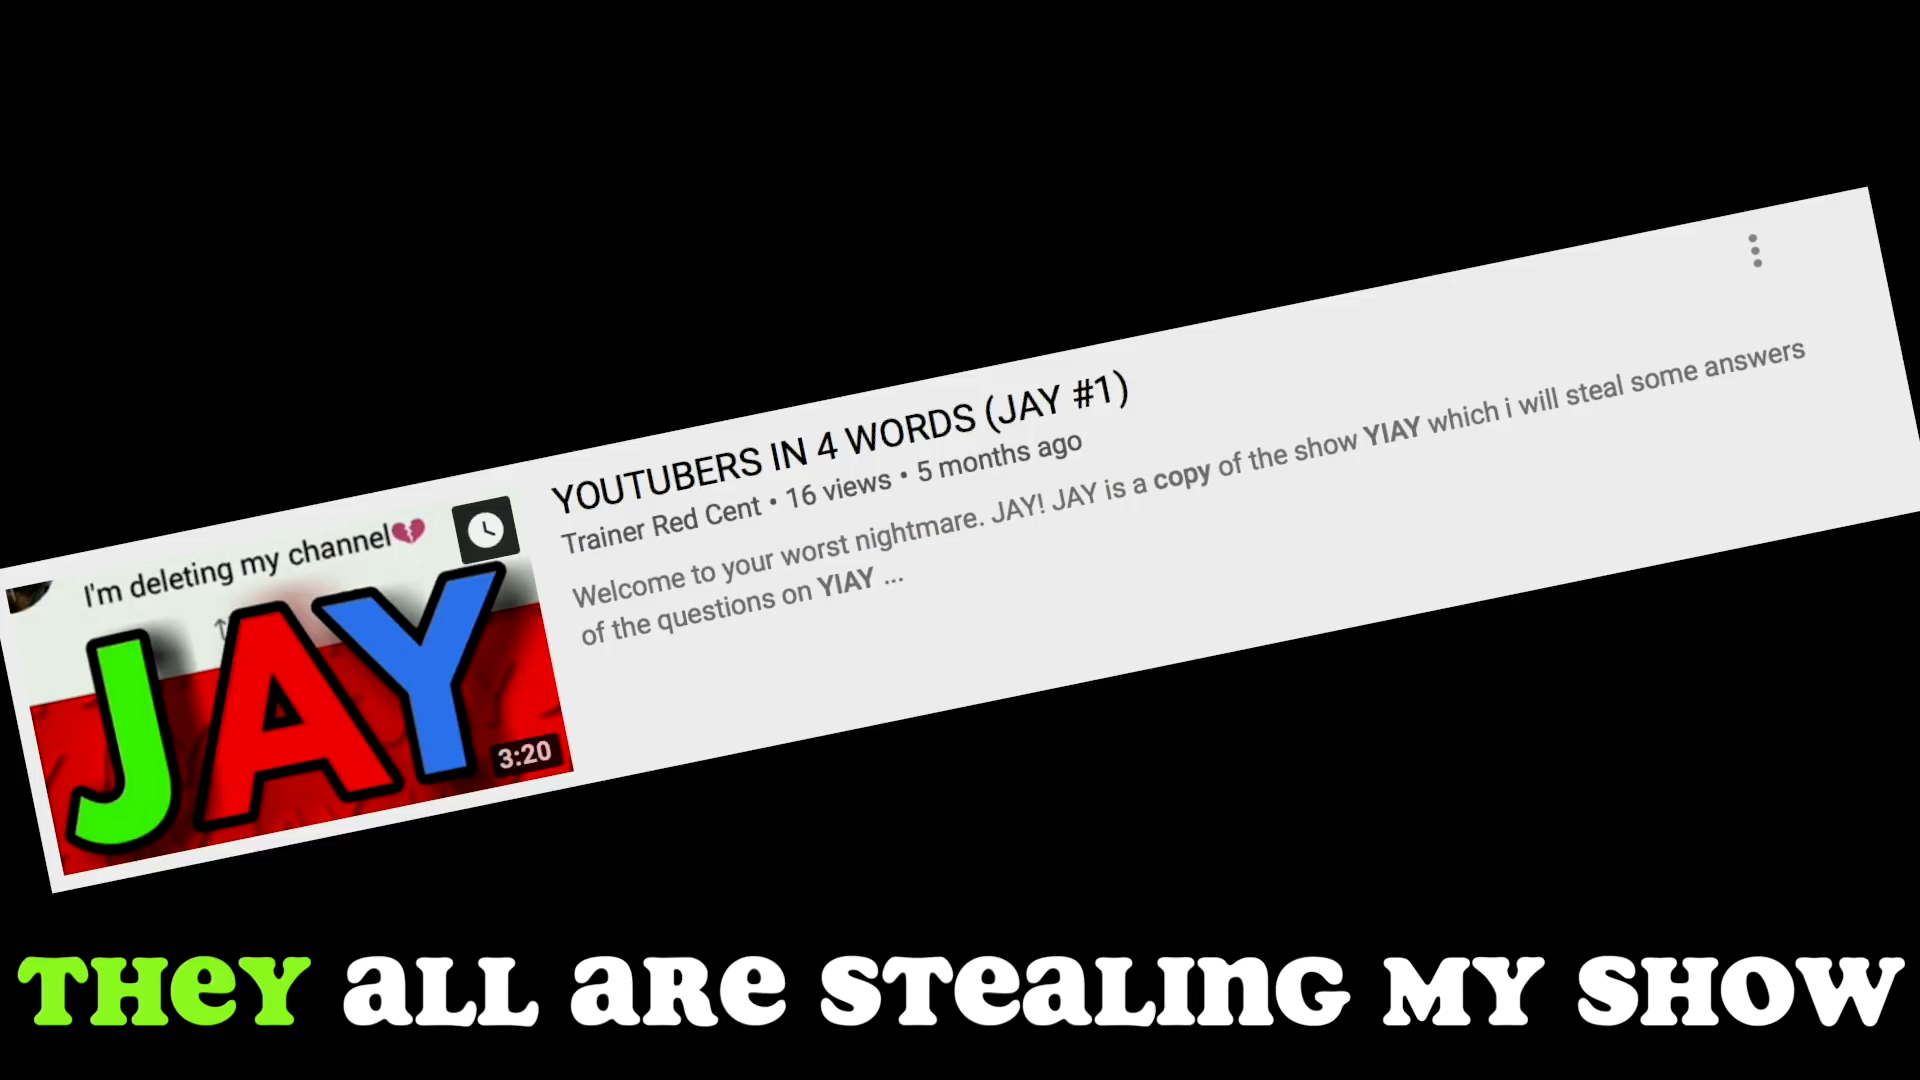 YOUTUBERS IN 4 WORDS (JAY #1)
Trainer Red Cent • 16 views • 5 months ago
Welcome to your worst nightmare. JAY! JAY is a copy of the show YIAY which i will steal some answers
of the questions on YIAY ...
I'm deleting my channel💔
JAY
3:20
THeY aLL aRe STeaLInG MY SHOW